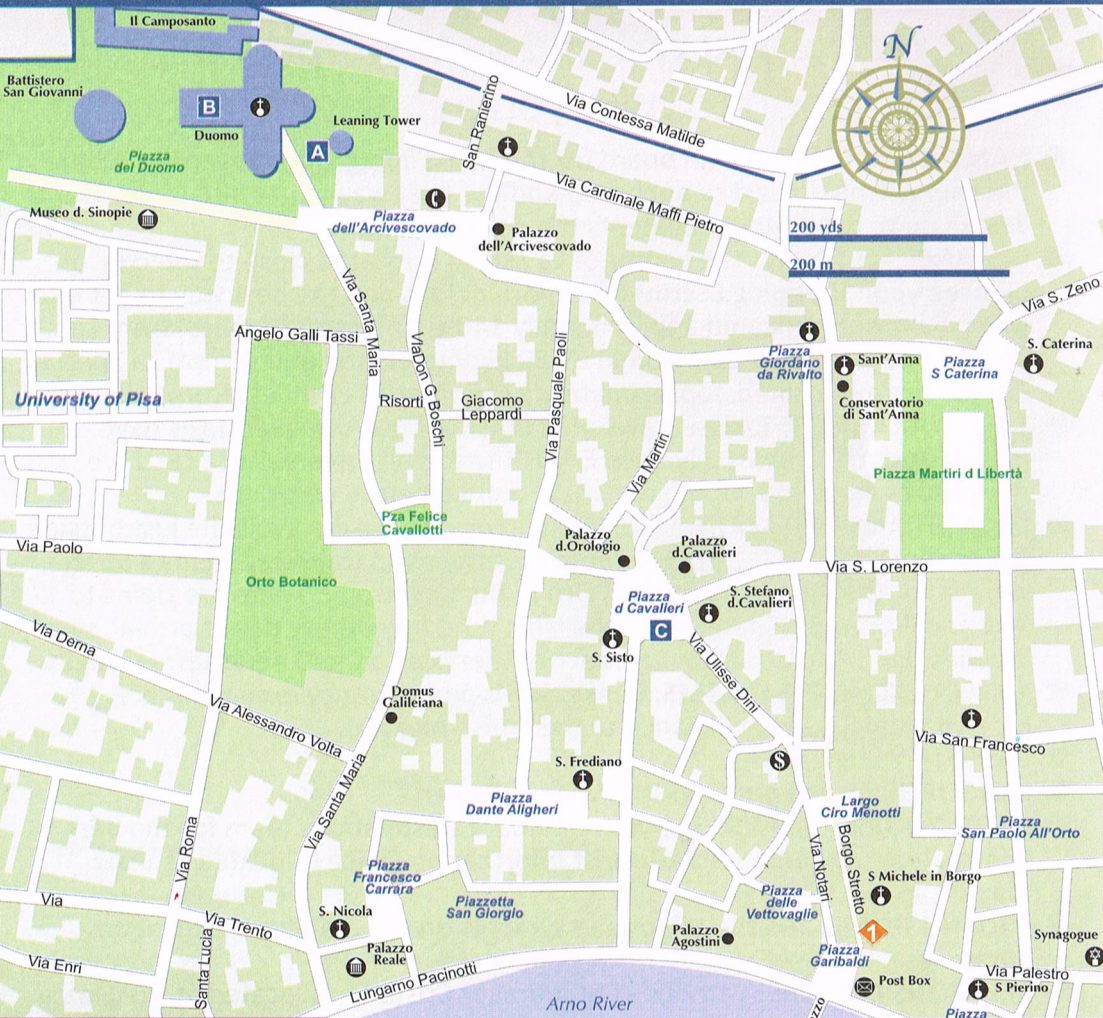 Il Camposanto
N
Battistero
San Giovanni
B
Duomo
Leaning Tower
A
Piazza
del Duomo
San Ranierino
Via Contessa Matilde
Via Cardinale Maffi Pietro
Museo d. Sinopie
Piazza
dell'Arcivescovado
Palazzo
dell'Arcivescovado
200 yds
200 m
Via S. Zeno
Via Santa Maria
Angelo Galli Tassi
VIaDon G Boschi
Via Pasquale Paoli
Piazza
Giordano
da Rivalto
Sant'Anna
Piazza
S Caterina
S. Caterina
University of Pisa
Risorti
Giacomo
Leppardi
Conservatorio
di Sant'Anna
Via Martiri
Piazza Martiri d Libertà
Pza Felice
Cavallotti
Via Paolo
Palazzo
d.Orologio
Palazzo
d.Cavalieri
Orto Botanico
Via S. Lorenzo
Piazza
d Cavalieri
C
S. Stefano
d.Cavalieri
S. Sisto
Via Ulisse Dini
Via Derna
Domus
Galileiana
Via Alessandro Volta
Via San Francesco
S. Frediano
$
Via Santa Maria
Piazza
Dante Aligheri
Largo
Ciro Menotti
Piazza
San Paolo All'Orto
Via Roma
Via Notari
Borgo Stretto
Piazza
Francesco
Carrara
S Michele in Borgo
Piazzetta
San Giorgio
Piazza
delle
Vettovaglie
Via
S. Nicola
Via Trento
Santa Lucia
Palazzo
Agostini
1
Synagogue
Palazzo
Reale
Piazza
Garibaldi
Via Enri
Lungarno Pacinotti
Post Box
Via Palestro
S Pierino
Arno River
zzo
Piazza